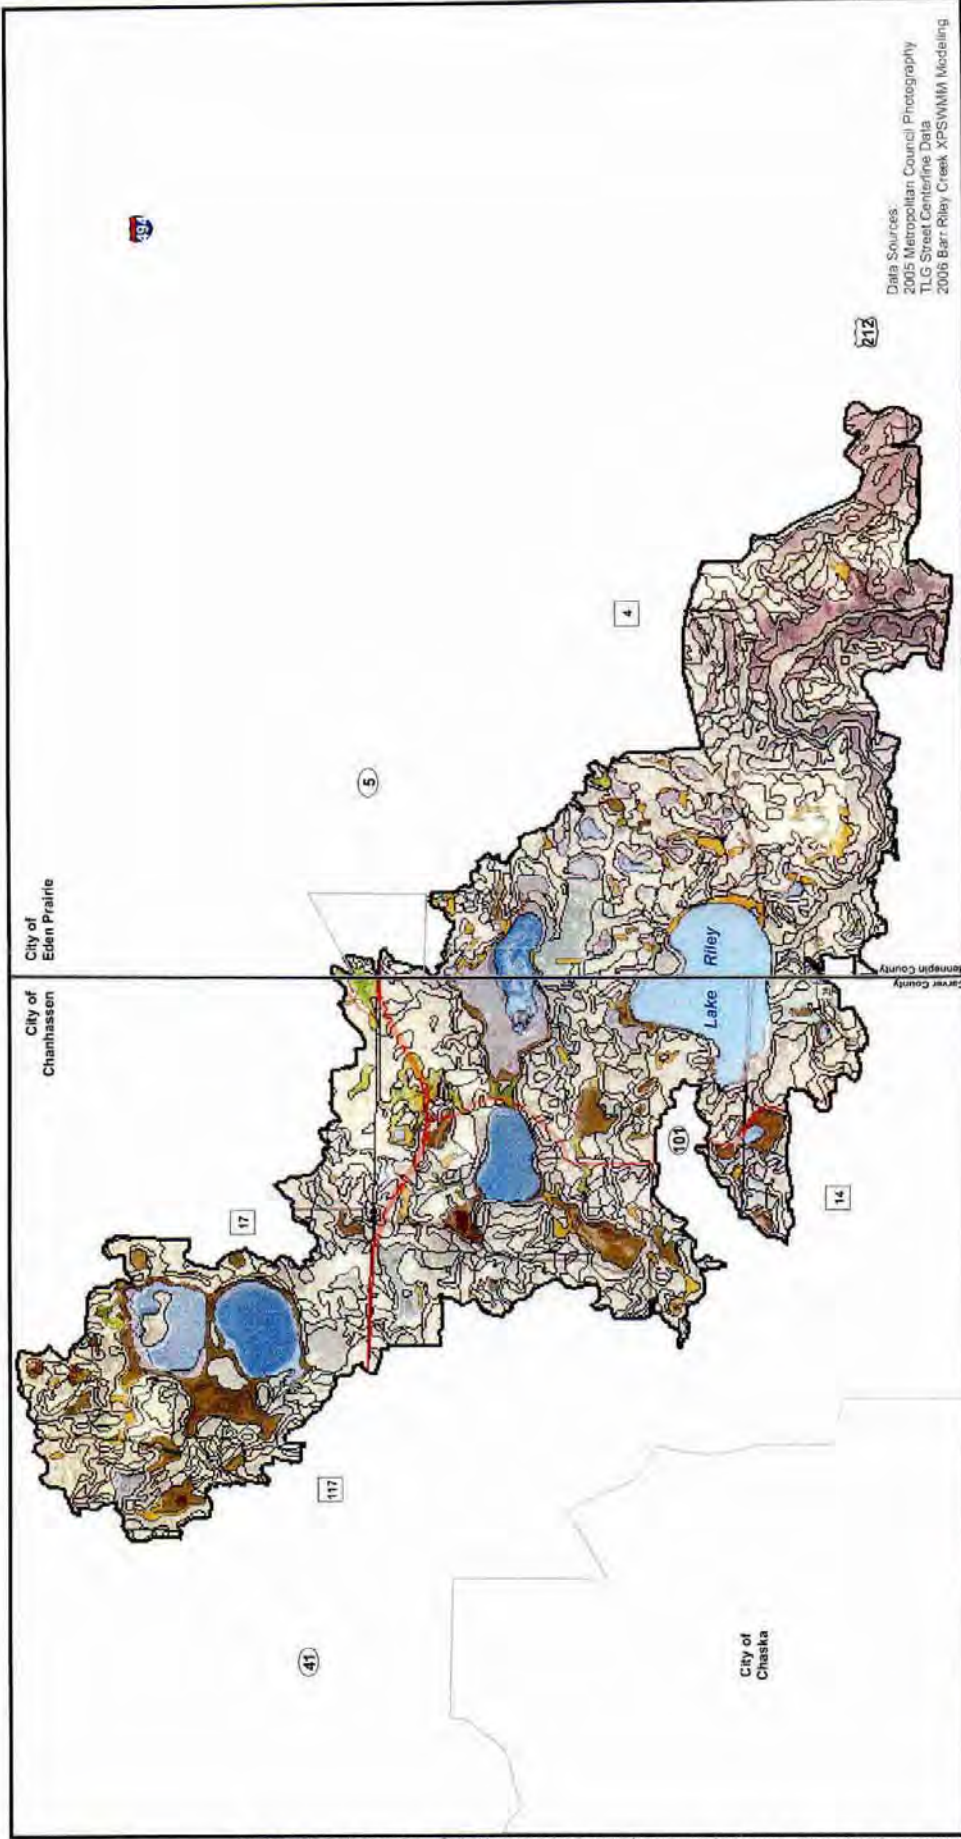 City of
Chanhassen
City of
Eden Prairie
494
5
17
117
41
4
212
101
14
Lake Riley
City of
Chaska
Hennepin County
Carver County
Data Sources:
2005 Metropolitan Council Photography
TLG Street Centerline Data
2006 Barr Riley Creek XPSWMM Modeling